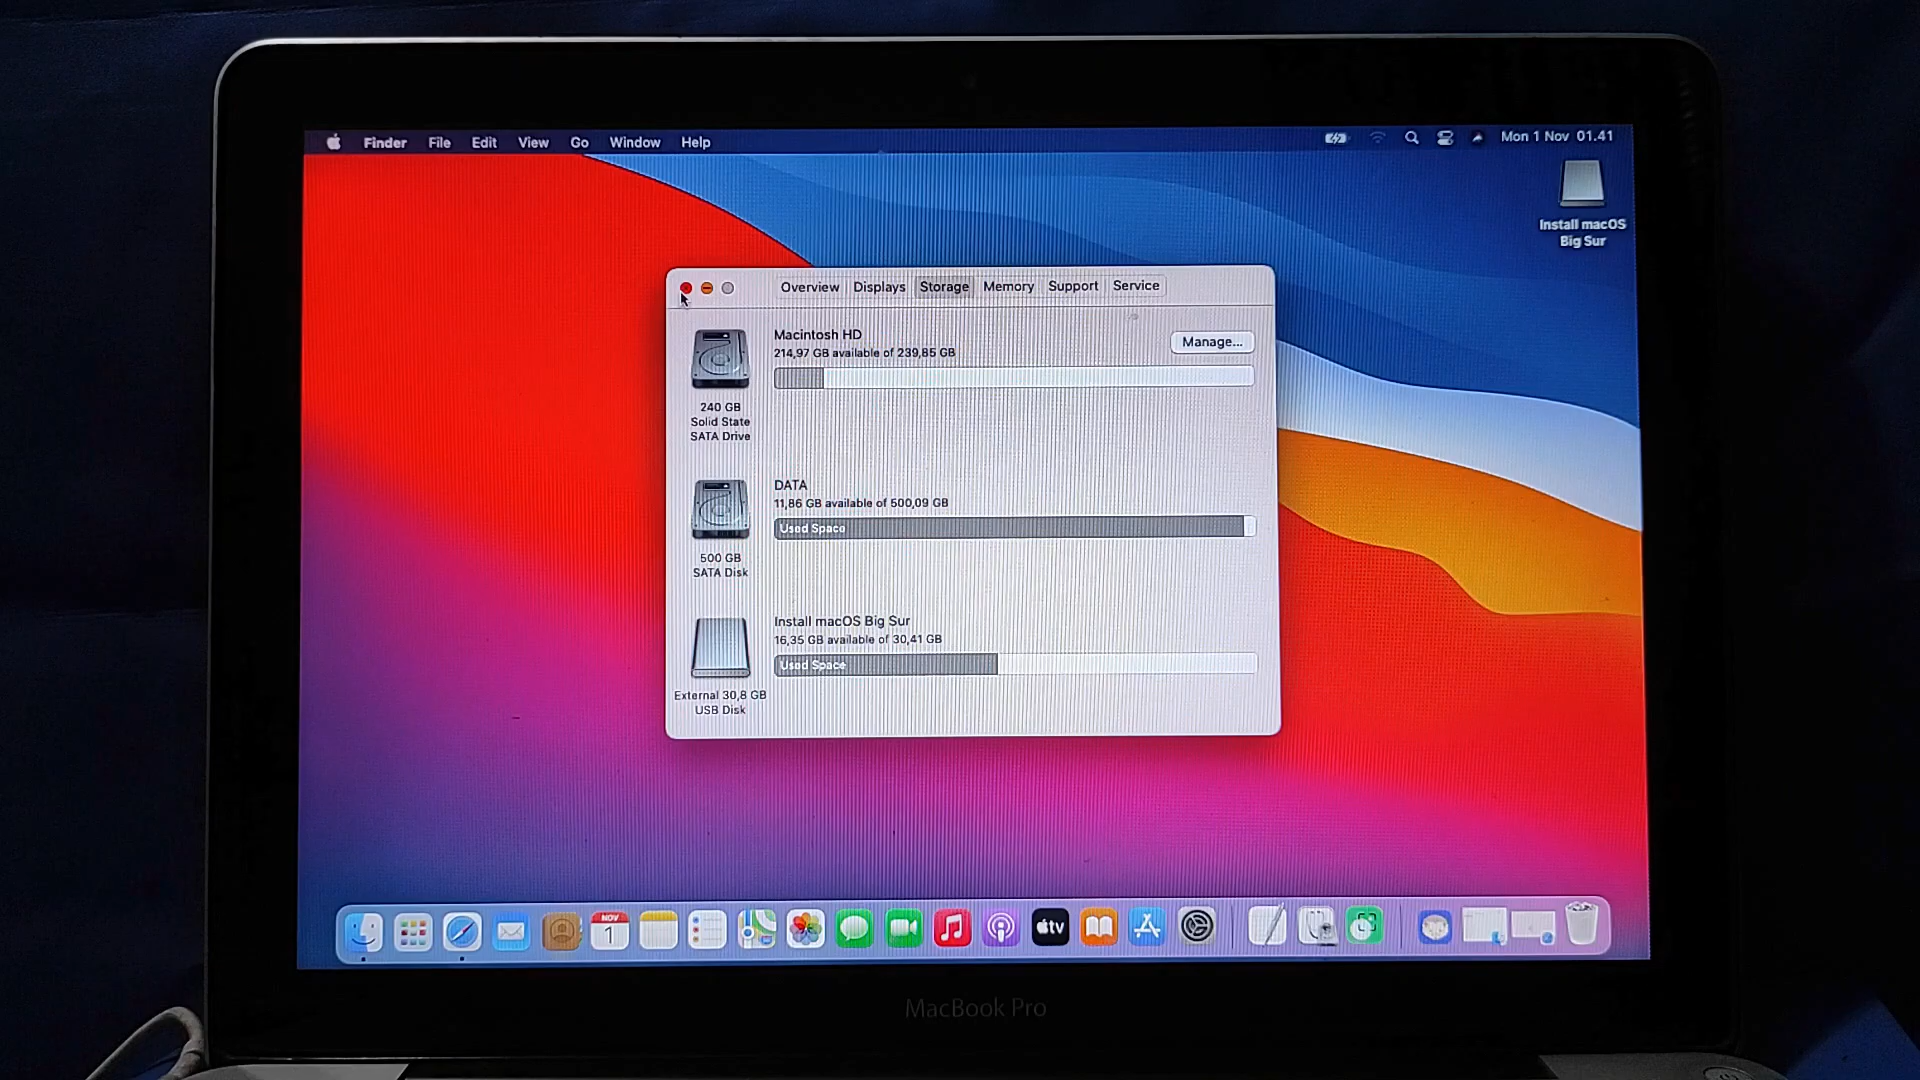 Finder File Edit View Go Window Help
Mon 1 Nov 01.41
Install macOS
Big Sur
Overview Displays Storage Memory Support Service
Macintosh HD
214,97 GB available of 239,85 GB
Manage...
240 GB
Solid State
SATA Drive
DATA
11,86 GB available of 500,09 GB
Used Space
500 GB
SATA Disk
Install macOS Big Sur
16,35 GB available of 30,41 GB
Used Space
External 30,8 GB
USB Disk
NOV
1
tv
MacBook Pro